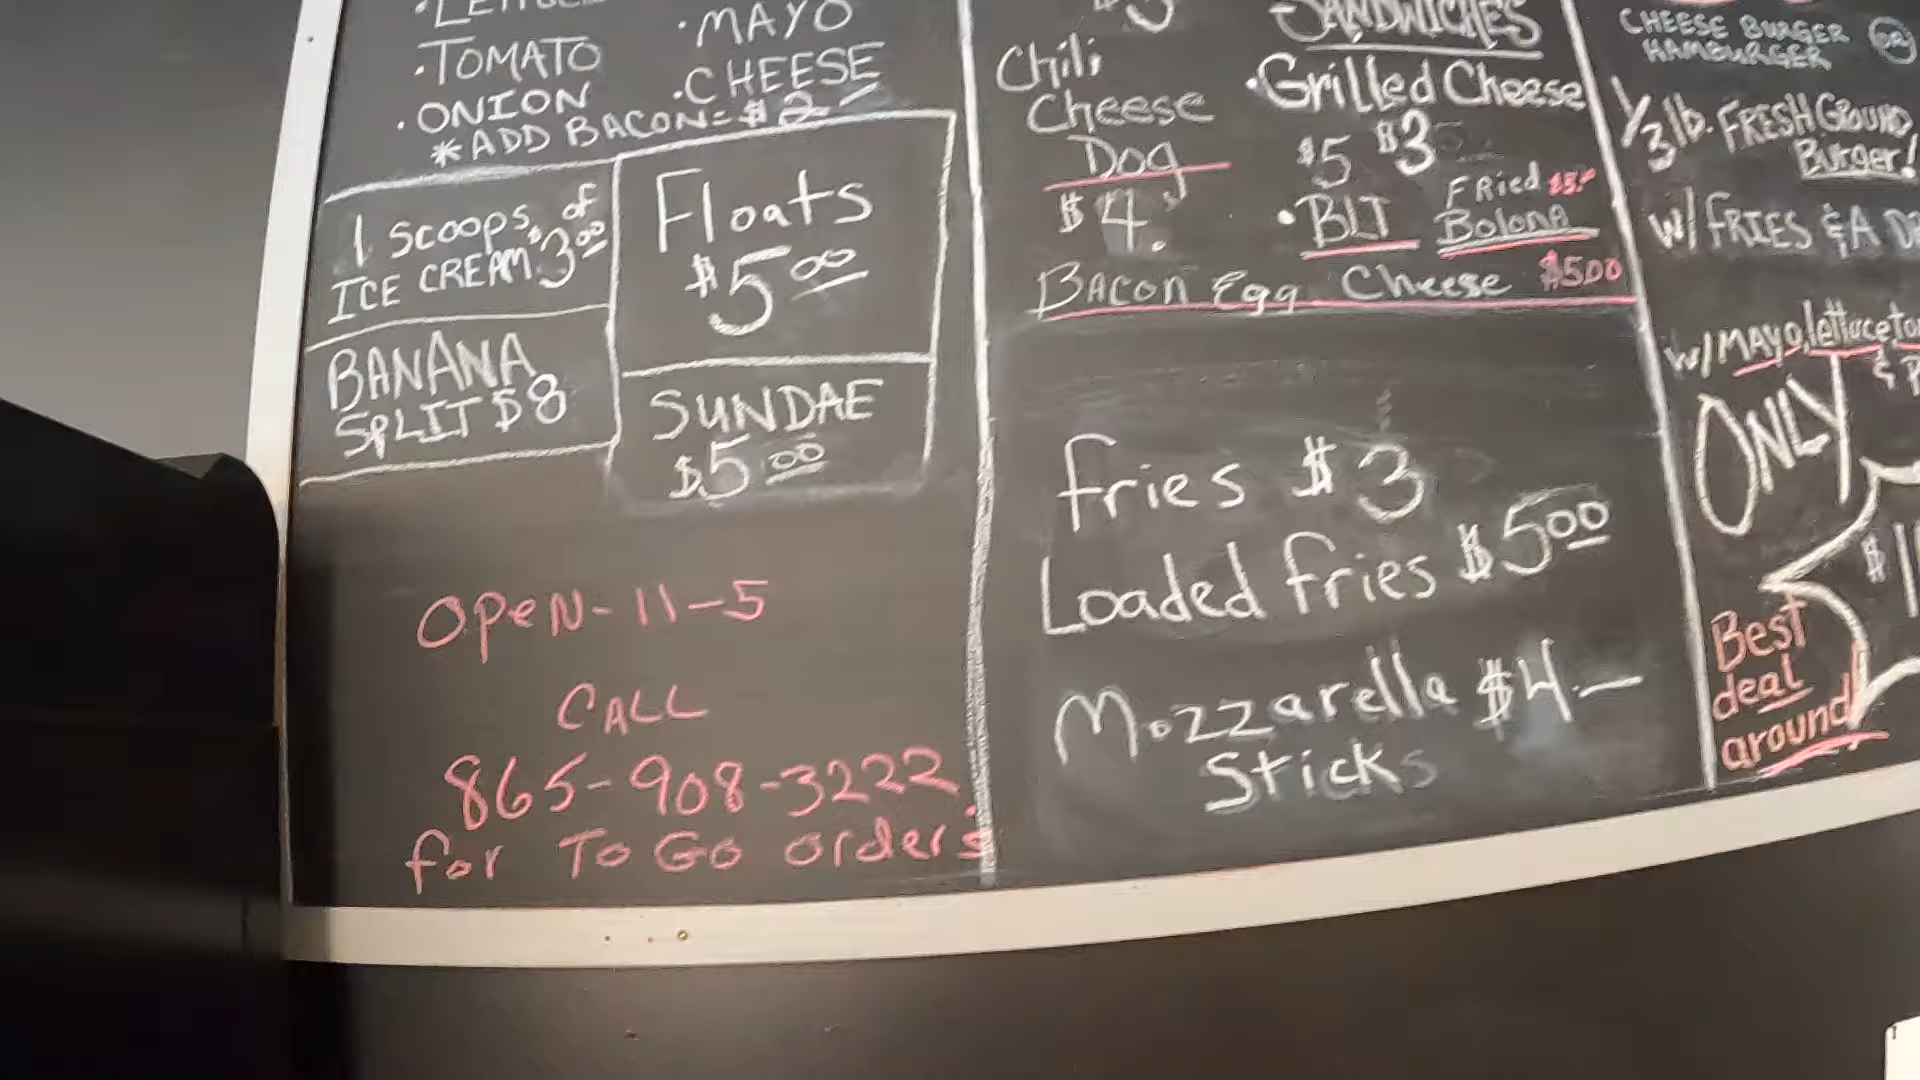 ·TOMATO
·ONION
·MAYO
·CHEESE
*ADD BACON=$2
1 SCOOPS of
ICE CREAM $3.00
BANANA
SPLIT $8
Floats
$5 00
SUNDAE
$5 00
OPEN-11-5
CALL
865-908-3222
for To Go orders
Chili
Cheese
Dog
$4.
SANDWICHES
·Grilled Cheese
$5 $3
·BLT
FRied $5.
Bolona
BACON Egg Cheese $5.00
fries $3
Loaded fries $5 00
Mozzarella $4.—
Sticks
CHEESE BURGER OR
HAMBURGER
1/3 lb. FRESH GROUND
Burger!
W/ FRIES & A
W/ MAYO, lettuce,
&
ONLY
Best
deal
around